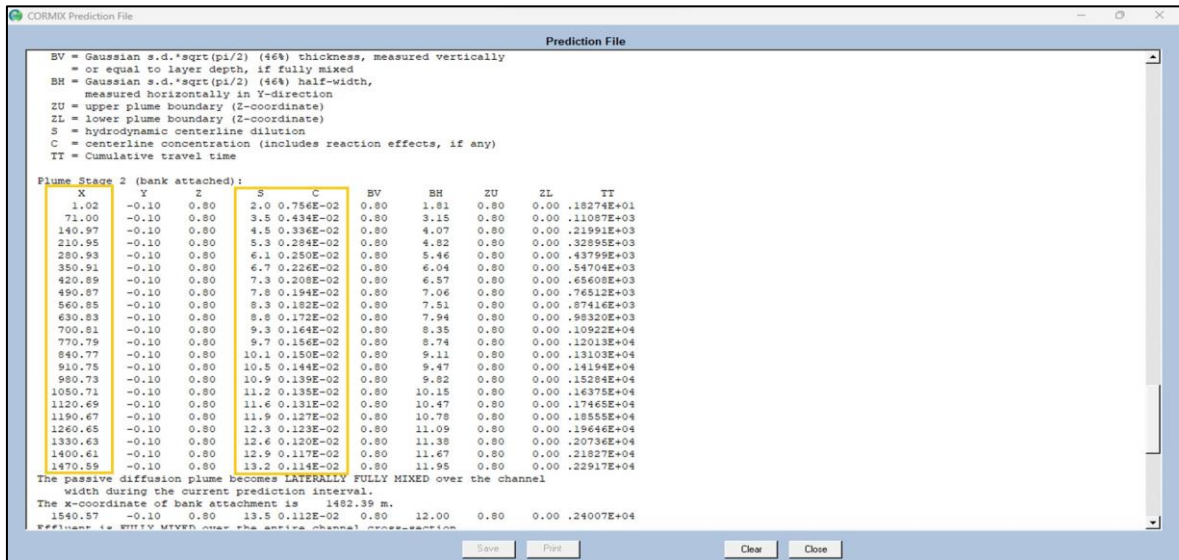 CORMIX Prediction File
Prediction File
BV = Gaussian s.d.*sqrt(pi/2) (46%) thickness, measured vertically
= or equal to layer depth, if fully mixed
BH = Gaussian s.d.*sqrt(pi/2) (46%) half-width,
measured horizontally in Y-direction
ZU = upper plume boundary (Z-coordinate)
ZL = lower plume boundary (Z-coordinate)
S = hydrodynamic centerline dilution
C = centerline concentration (includes reaction effects, if any)
TT = Cumulative travel time
Plume Stage 2 (bank attached):
X Y Z S C BV BH ZU ZL TT
1.02 -0.10 0.80 2.0 0.756E-02 0.80 1.81 0.80 0.00 .18274E+01
71.00 -0.10 0.80 3.5 0.434E-02 0.80 3.15 0.80 0.00 .11087E+03
140.97 -0.10 0.80 4.5 0.336E-02 0.80 4.07 0.80 0.00 .21991E+03
210.95 -0.10 0.80 5.3 0.284E-02 0.80 4.82 0.80 0.00 .32895E+03
280.93 -0.10 0.80 6.1 0.250E-02 0.80 5.46 0.80 0.00 .43799E+03
350.91 -0.10 0.80 6.7 0.226E-02 0.80 6.04 0.80 0.00 .54704E+03
420.89 -0.10 0.80 7.3 0.208E-02 0.80 6.57 0.80 0.00 .65608E+03
490.87 -0.10 0.80 7.8 0.194E-02 0.80 7.06 0.80 0.00 .76512E+03
560.85 -0.10 0.80 8.3 0.182E-02 0.80 7.51 0.80 0.00 .87416E+03
630.83 -0.10 0.80 8.8 0.172E-02 0.80 7.94 0.80 0.00 .98320E+03
700.81 -0.10 0.80 9.3 0.164E-02 0.80 8.35 0.80 0.00 .10922E+04
770.79 -0.10 0.80 9.7 0.156E-02 0.80 8.74 0.80 0.00 .12013E+04
840.77 -0.10 0.80 10.1 0.150E-02 0.80 9.11 0.80 0.00 .13103E+04
910.75 -0.10 0.80 10.5 0.144E-02 0.80 9.47 0.80 0.00 .14194E+04
980.73 -0.10 0.80 10.9 0.139E-02 0.80 9.82 0.80 0.00 .15284E+04
1050.71 -0.10 0.80 11.2 0.135E-02 0.80 10.15 0.80 0.00 .16375E+04
1120.69 -0.10 0.80 11.6 0.131E-02 0.80 10.47 0.80 0.00 .17465E+04
1190.67 -0.10 0.80 11.9 0.127E-02 0.80 10.78 0.80 0.00 .18555E+04
1260.65 -0.10 0.80 12.3 0.123E-02 0.80 11.09 0.80 0.00 .19646E+04
1330.63 -0.10 0.80 12.6 0.120E-02 0.80 11.38 0.80 0.00 .20736E+04
1400.61 -0.10 0.80 12.9 0.117E-02 0.80 11.67 0.80 0.00 .21827E+04
1470.59 -0.10 0.80 13.2 0.114E-02 0.80 11.95 0.80 0.00 .22917E+04
The passive diffusion plume becomes LATERALLY FULLY MIXED over the channel
width during the current prediction interval.
The x-coordinate of bank attachment is 1482.39 m.
1540.57 -0.10 0.80 13.5 0.112E-02 0.80 12.00 0.80 0.00 .24007E+04
Effluent is FULLY MIXED over the entire channel cross-section
Save Print Clear Close